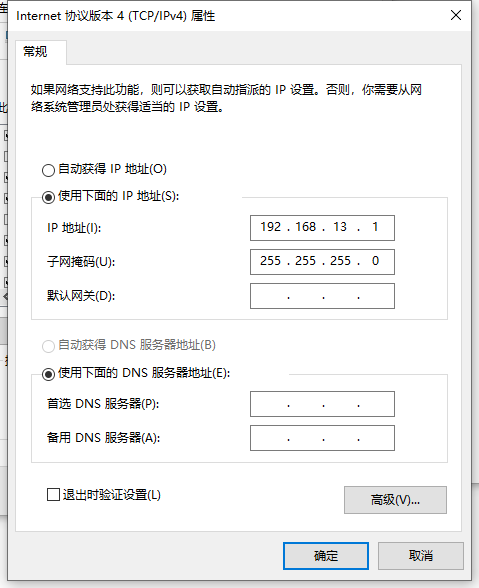 Internet 协议版本 4 (TCP/IPv4) 属性
常规
如果网络支持此功能，则可以获取自动指派的 IP 设置。否则，你需要从网
络系统管理员处获得适当的 IP 设置。
自动获得 IP 地址(O)
使用下面的 IP 地址(S):
IP 地址(I): 192 . 168 . 13 . 1
子网掩码(U): 255 . 255 . 255 . 0
默认网关(D): . . .
自动获得 DNS 服务器地址(B)
使用下面的 DNS 服务器地址(E):
首选 DNS 服务器(P): . . .
备用 DNS 服务器(A): . . .
退出时验证设置(L)
高级(V)...
确定 取消